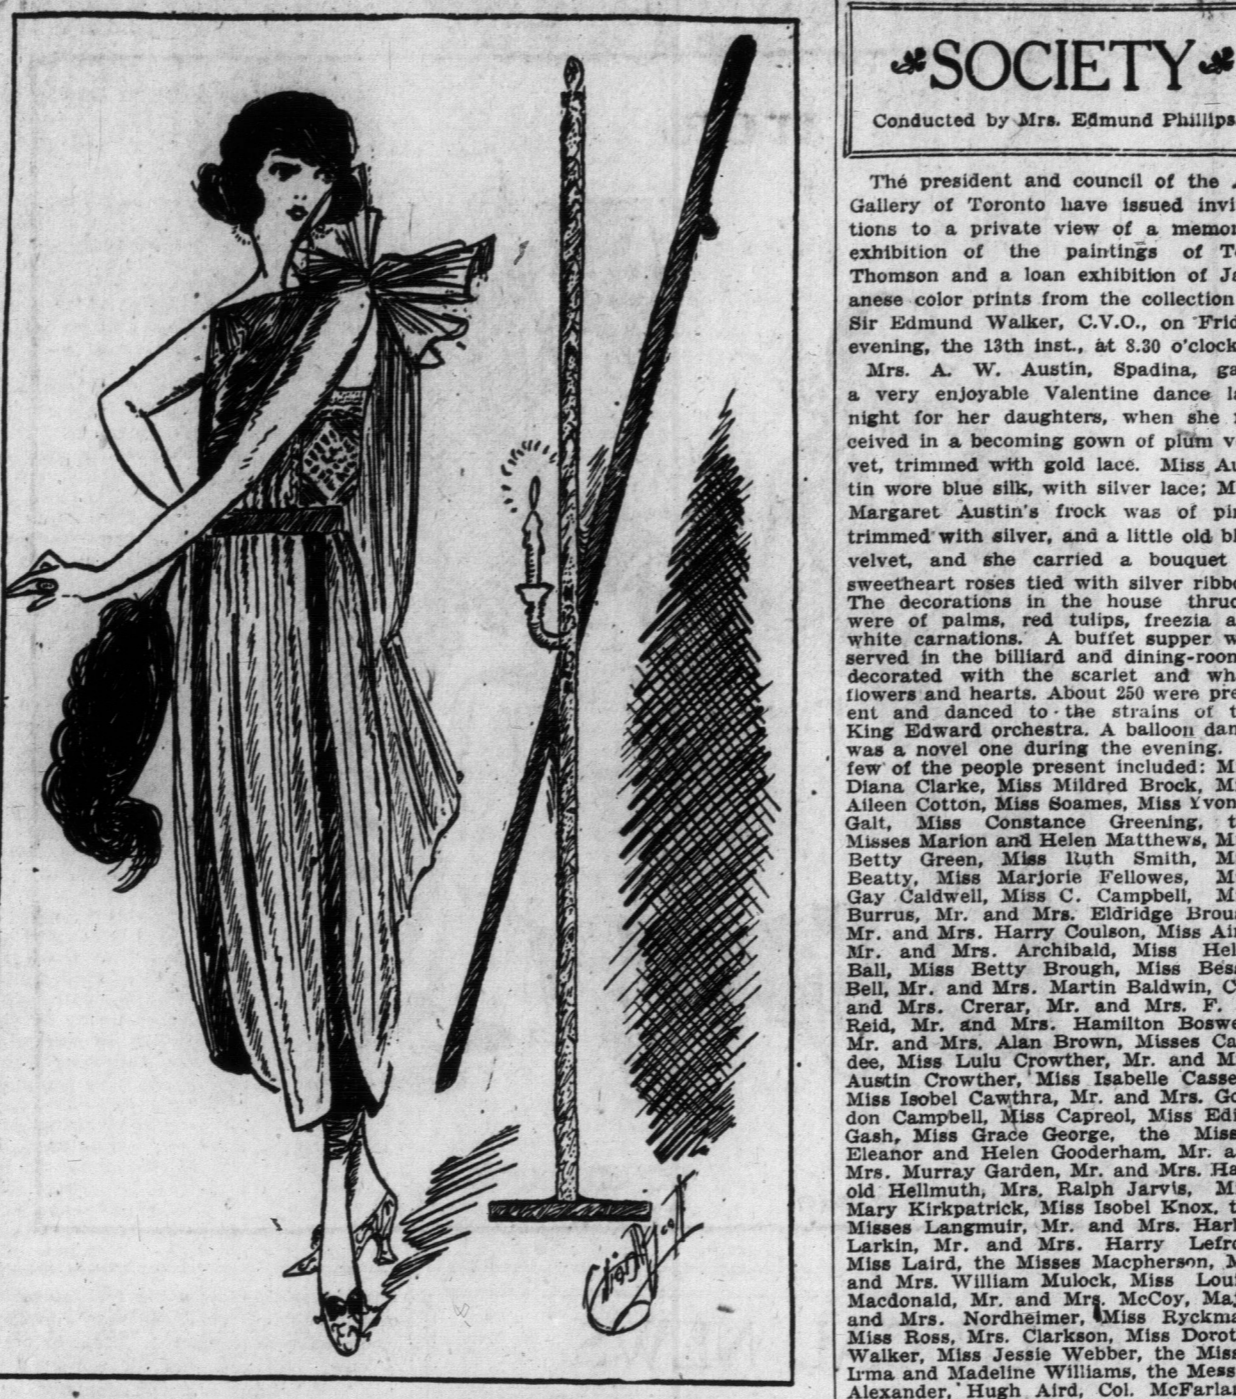 SOCIETY
Conducted by Mrs. Edmund Phillips
The president and council of the
Gallery of Toronto have issued invi
tions to a private view of a memor
exhibition of the paintings of T
Thomson and a loan exhibition of Ja
anese color prints from the collection
Sir Edmund Walker, C.V.O., on Frid
evening, the 13th inst., at 8.30 o'clock
Mrs. A. W. Austin, Spadina, ga
a very enjoyable Valentine dance la
night for her daughters, when she
ceived in a becoming gown of plum v
vet, trimmed with gold lace. Miss Au
tin wore blue silk, with silver lace; M
Margaret Austin's frock was of pin
trimmed with silver, and a little old bl
velvet, and she carried a bouquet
sweetheart roses tied with silver ribbo
The decorations in the house thruo
were of palms, red tulips, freezia a
white carnations. A buffet supper w
served in the billiard and dining-room
decorated with the scarlet and whi
flowers and hearts. About 250 were pre
ent and danced to the strains of t
King Edward orchestra. A balloon dan
was a novel one during the evening.
few of the people present included: M
Diana Clarke, Miss Mildred Brock, Mi
Aileen Cotton, Miss Soames, Miss Yvon
Galt, Miss Constance Greening, t
Misses Marion and Helen Matthews, M
Betty Green, Miss Ruth Smith, M
Beatty, Miss Marjorie Fellowes, M
Gay Caldwell, Miss C. Campbell, M
Burrus, Mr. and Mrs. Eldridge Brou
Mr. and Mrs. Harry Coulson, Miss Air
Mr. and Mrs. Archibald, Miss Hel
Ball, Miss Betty Brough, Miss Bess
Bell, Mr. and Mrs. Martin Baldwin, C
and Mrs. Crerar, Mr. and Mrs. F.
Reid, Mr. and Mrs. Hamilton Boswe
Mr. and Mrs. Alan Brown, Misses Ca
dee, Miss Lulu Crowther, Mr. and M
Austin Crowther, Miss Isabelle Casse
Miss Isobel Cawthra, Mr. and Mrs. Go
don Campbell, Miss Capreol, Miss Edi
Gash, Miss Grace George, the Miss
Eleanor and Helen Gooderham, Mr. a
Mrs. Murray Garden, Mr. and Mrs. Ha
old Hellmuth, Mrs. Ralph Jarvis, M
Mary Kirkpatrick, Miss Isobel Knox, t
Misses Langmuir, Mr. and Mrs. Harl
Larkin, Mr. and Mrs. Harry Lefro
Miss Laird, the Misses Macpherson, M
and Mrs. William Mulock, Miss Loui
Macdonald, Mr. and Mrs. McCoy, Maj
and Mrs. Nordheimer, Miss Ryckma
Miss Ross, Mrs. Clarkson, Miss Dorot
Walker, Miss Jessie Webber, the Miss
Irma and Madeline Williams, the Mess
Alexander, Hugh Aird, Col. McFarlan